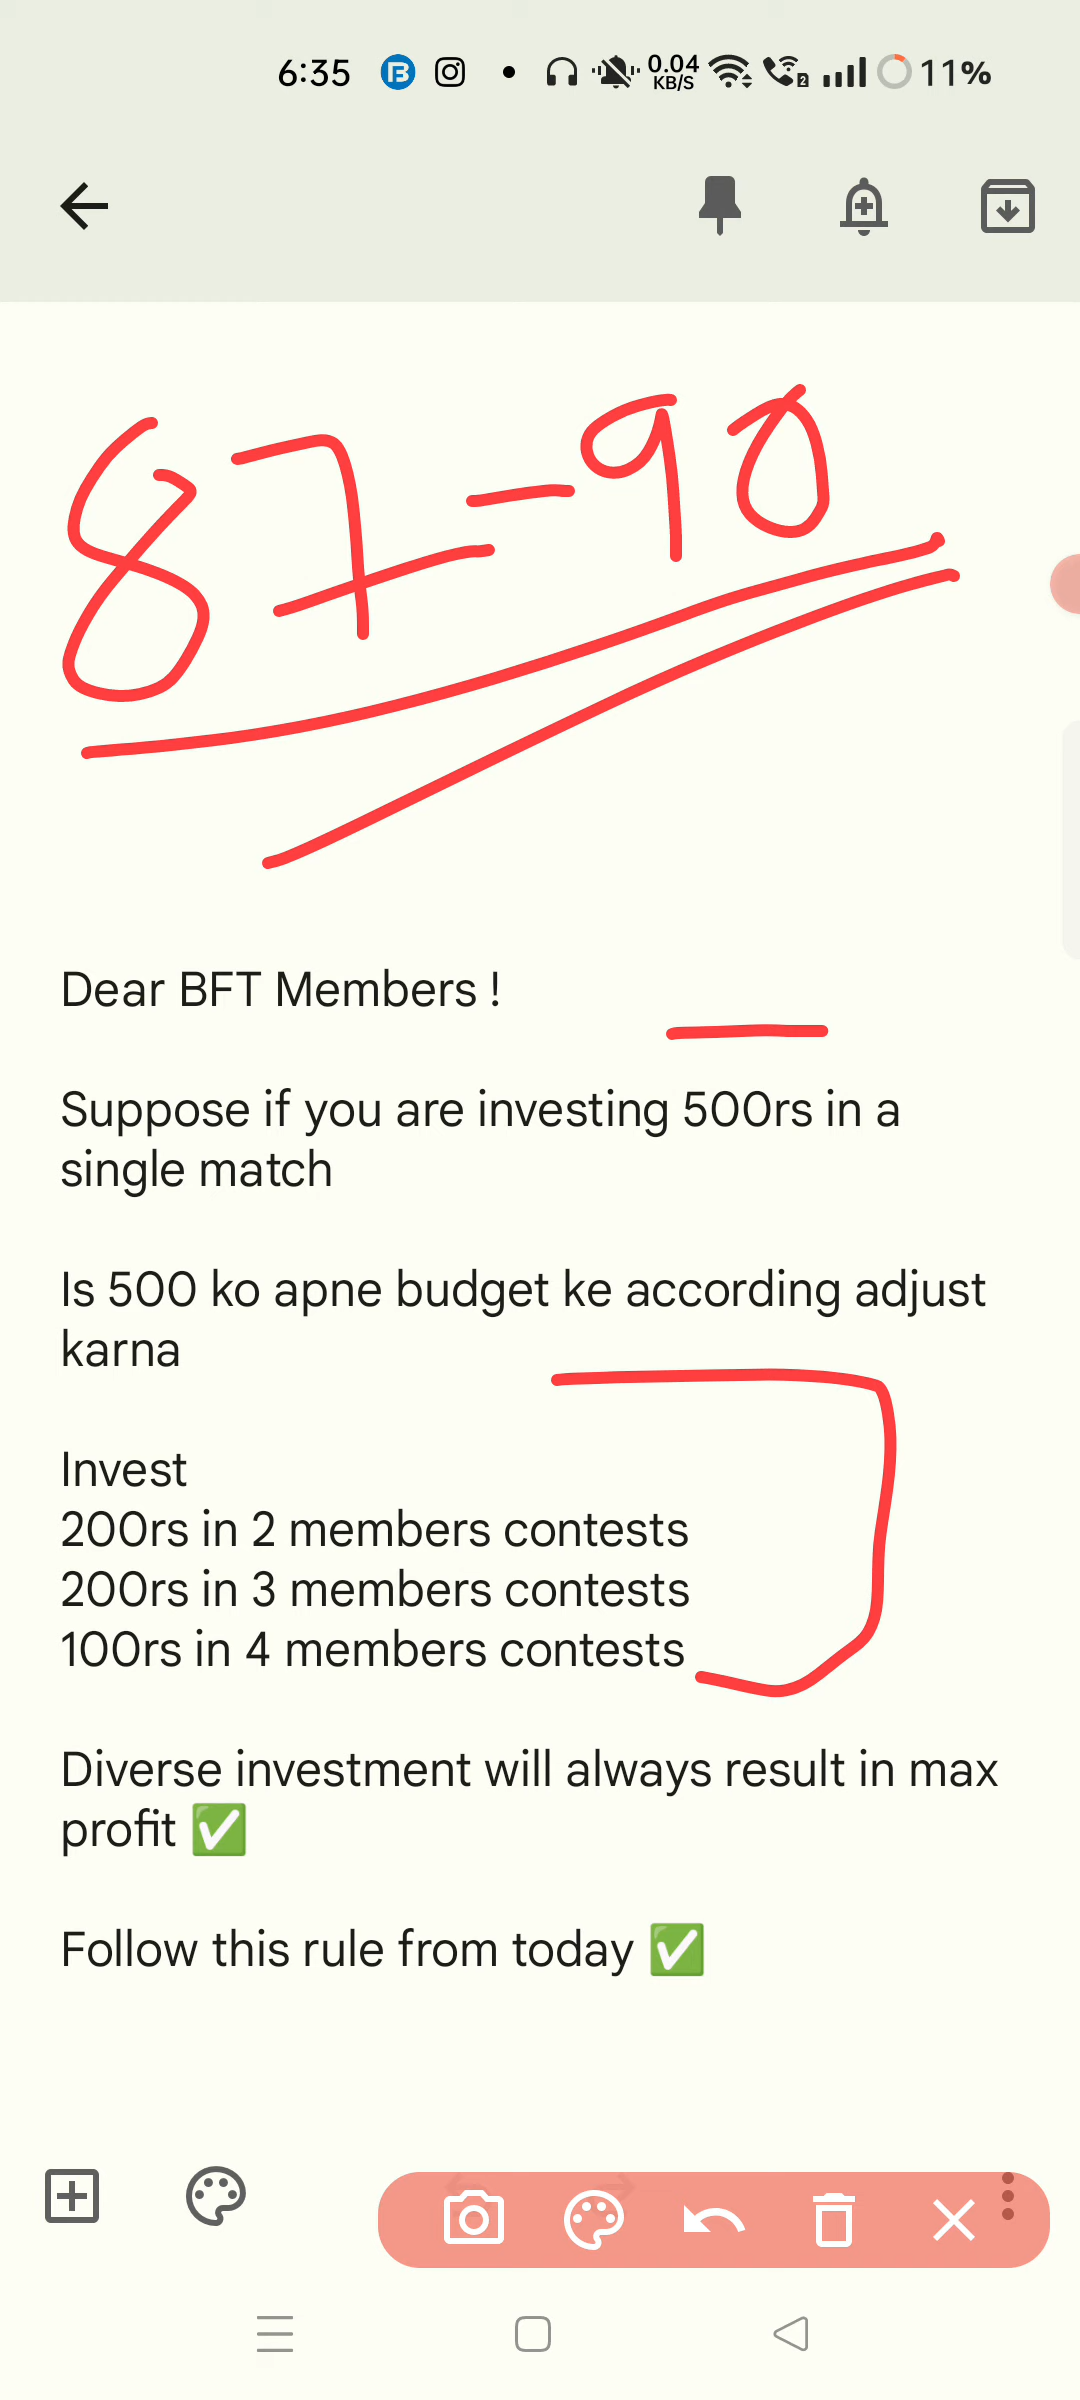 6:35
0.04
KB/S
2
11%
87-90
Dear BFT Members !
Suppose if you are investing 500rs in a
single match
Is 500 ko apne budget ke according adjust
karna
Invest
200rs in 2 members contests
200rs in 3 members contests
100rs in 4 members contests
Diverse investment will always result in max
profit ✅
Follow this rule from today ✅